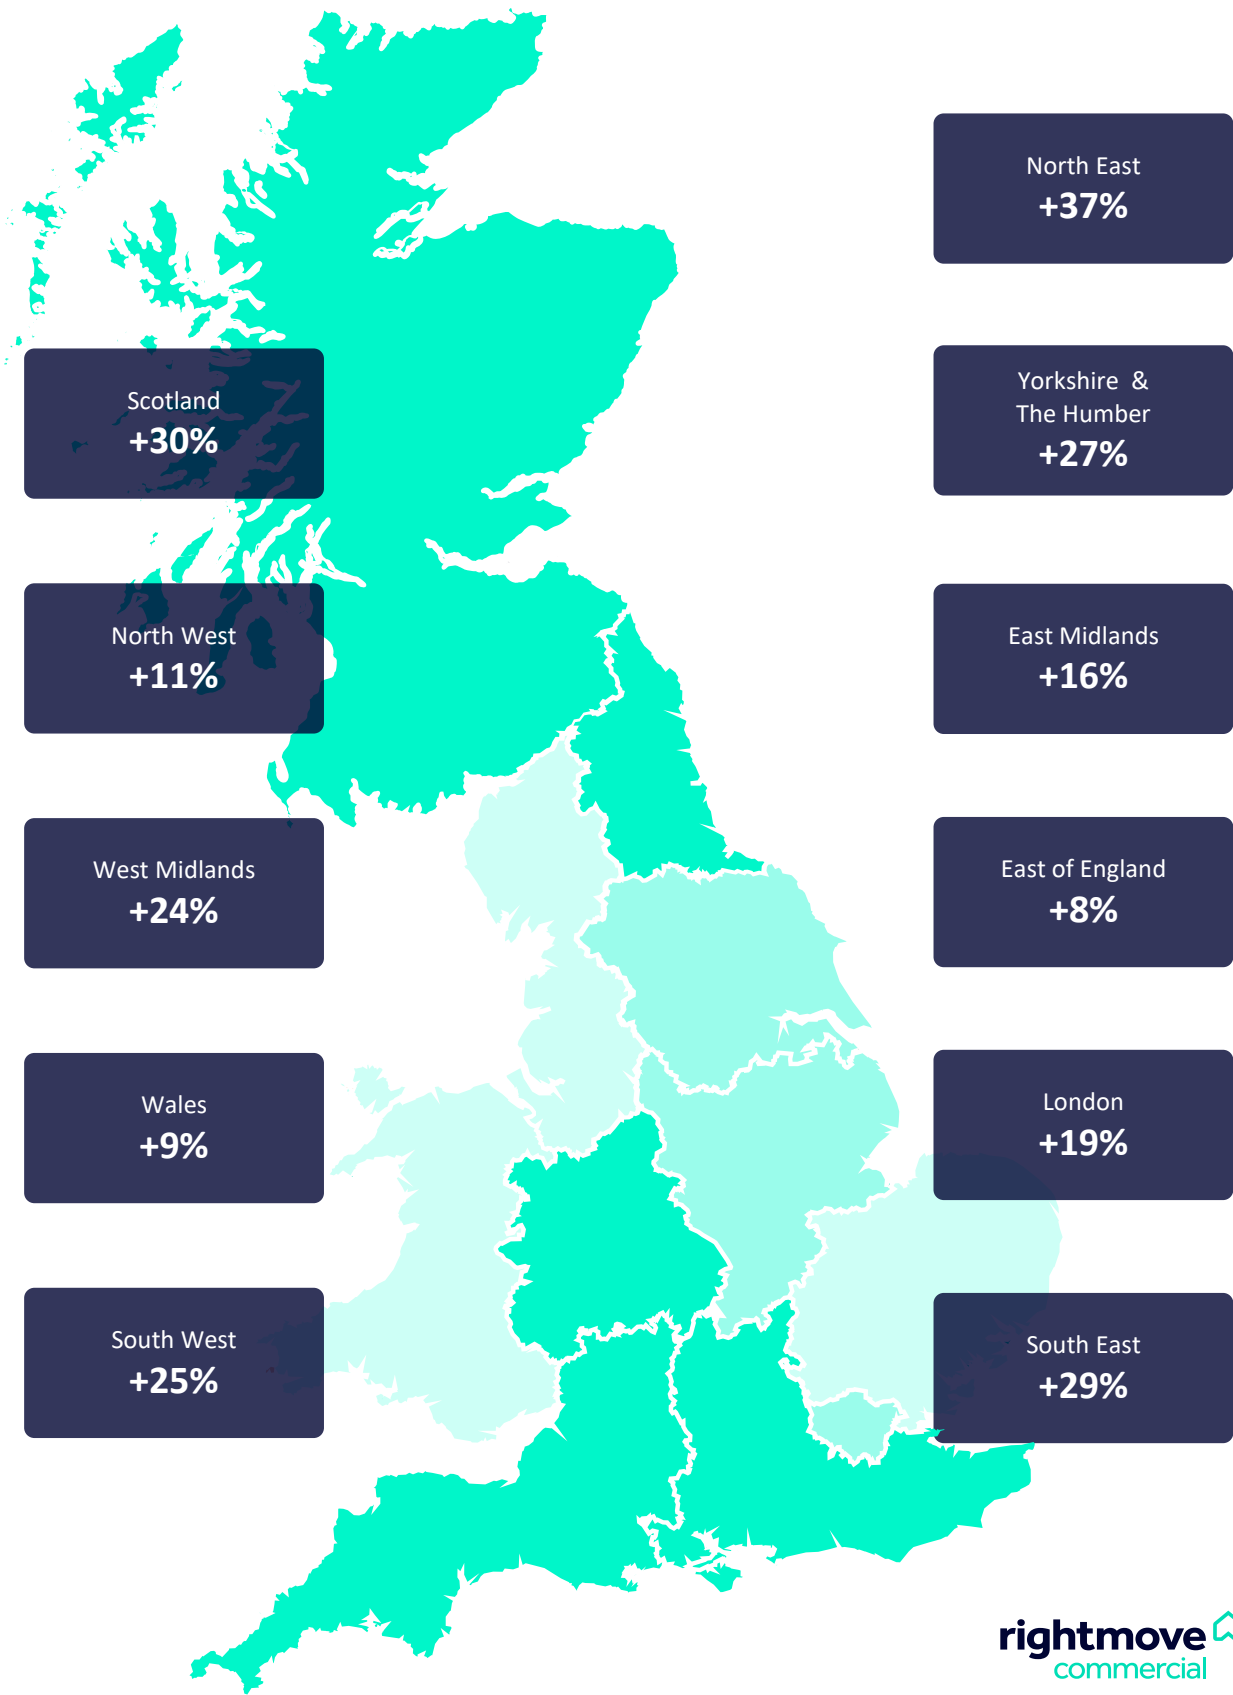 North East
+37%
Scotland
+30%
Yorkshire &
The Humber
+27%
North West
+11%
East Midlands
+16%
West Midlands
+24%
East of England
+8%
Wales
+9%
London
+19%
South West
+25%
South East
+29%
rightmove
commercial